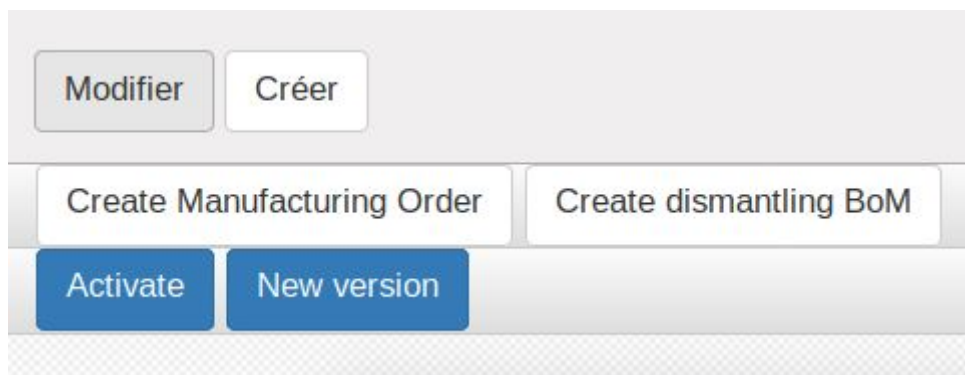 Modifier Créer
Create Manufacturing Order Create dismantling BoM
Activate New version